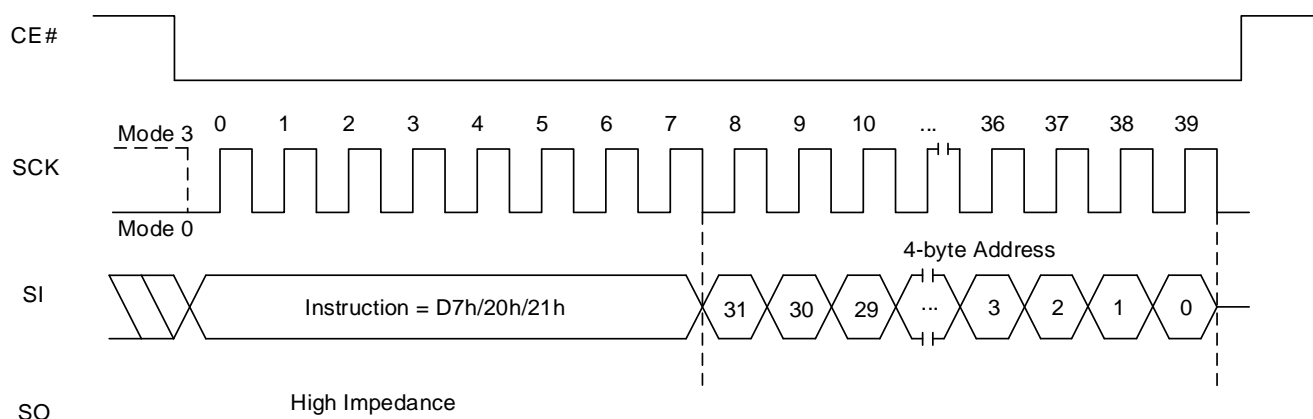 CE#
0 1 2 3 4 5 6 7 8 9 10 ... 36 37 38 39
Mode 3
SCK
Mode 0
4-byte Address
SI
Instruction = D7h/20h/21h
31 30 29 ... 3 2 1 0
High Impedance
SO